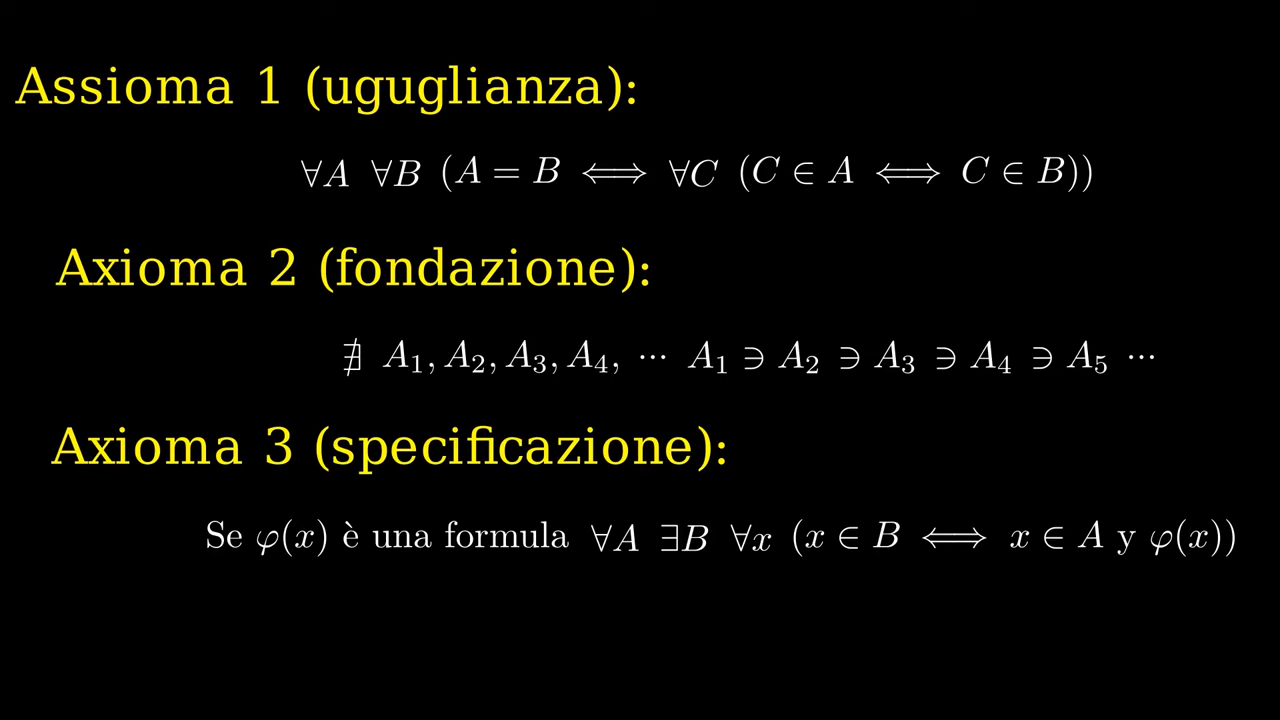 Assioma 1 (uguglianza):
∀A ∀B (A = B ⟺ ∀C (C ∈ A ⟺ C ∈ B))
Axioma 2 (fondazione):
∄ A₁, A₂, A₃, A₄, ··· A₁ ∋ A₂ ∋ A₃ ∋ A₄ ∋ A₅ ···
Axioma 3 (specificazione):
Se φ(x) è una formula ∀A ∃B ∀x (x ∈ B ⟺ x ∈ A y φ(x))